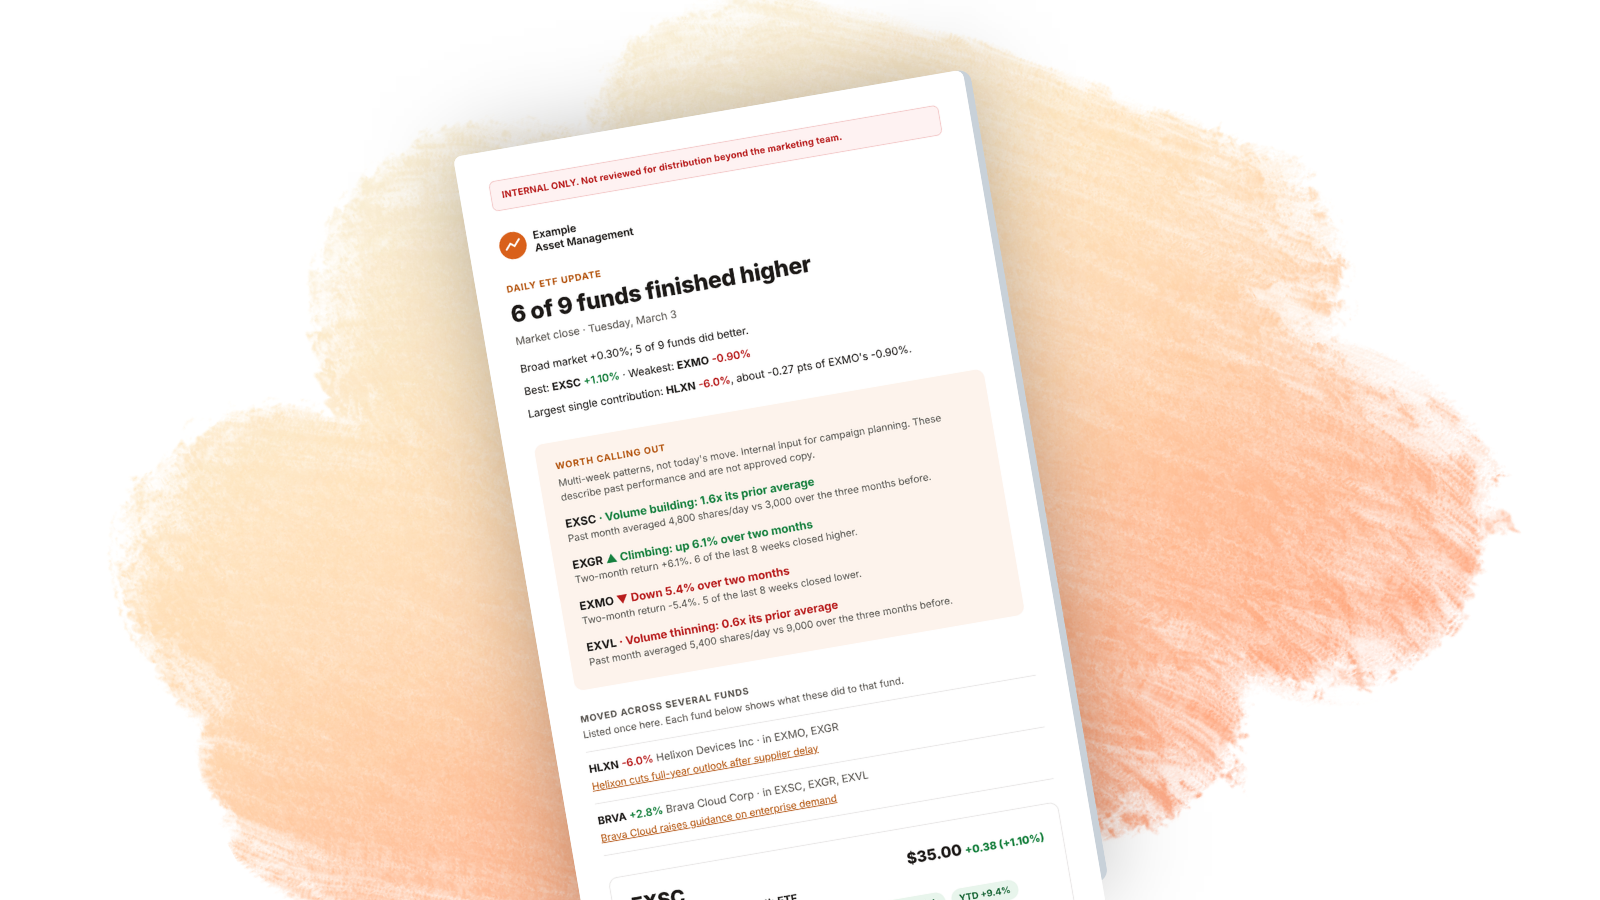 INTERNAL ONLY. Not reviewed for distribution beyond the marketing team.
Example
Asset Management
DAILY ETF UPDATE
6 of 9 funds finished higher
Market close · Tuesday, March 3
Broad market +0.30%; 5 of 9 funds did better.
Best: EXSC +1.10% · Weakest: EXMO -0.90%
Largest single contribution: HLXN -6.0%, about -0.27 pts of EXMO's -0.90%.
WORTH CALLING OUT
Multi-week patterns, not today's move. Internal input for campaign planning. These
describe past performance and are not approved copy.
EXSC · Volume building: 1.6x its prior average
Past month averaged 4,800 shares/day vs 3,000 over the three months before.
EXGR ▲ Climbing: up 6.1% over two months
Two-month return +6.1%. 6 of the last 8 weeks closed higher.
EXMO ▼ Down 5.4% over two months
Two-month return -5.4%. 5 of the last 8 weeks closed lower.
EXVL · Volume thinning: 0.6x its prior average
Past month averaged 5,400 shares/day vs 9,000 over the three months before.
MOVED ACROSS SEVERAL FUNDS
Listed once here. Each fund below shows what these did to that fund.
HLXN -6.0% Helixon Devices Inc · in EXMO, EXGR
Helixon cuts full-year outlook after supplier delay
BRVA +2.8% Brava Cloud Corp · in EXSC, EXGR, EXVL
Brava Cloud raises guidance on enterprise demand
$35.00 +0.38 (+1.10%)
EXSC
ETF
YTD +9.4%